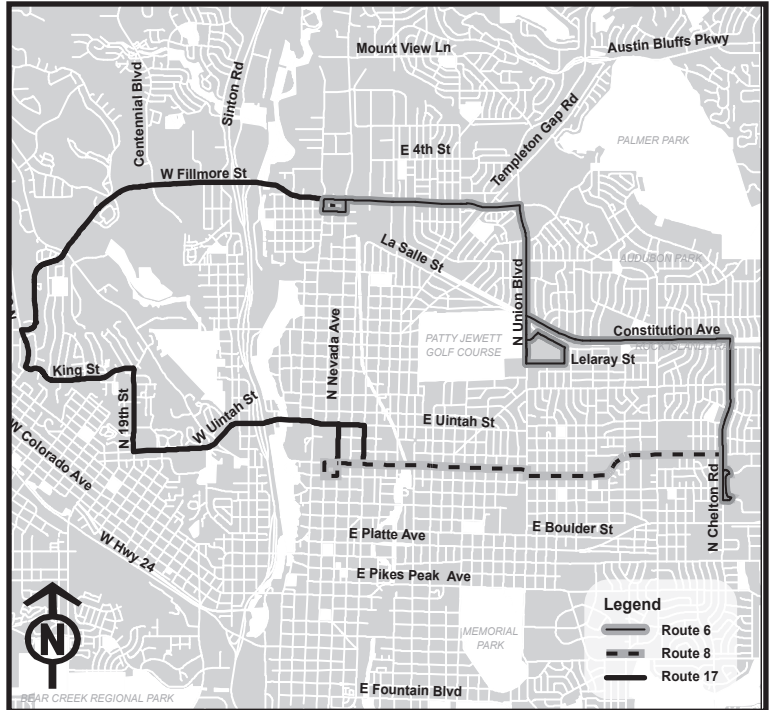 Mount View Ln
Austin Bluffs Pkwy
Centennial Blvd
Sinton Rd
Templeton Gap Rd
PALMER PARK
E 4th St
W Fillmore St
La Salle St
AUDUBON PARK
N Union Blvd
Constitution Ave
N Nevada Ave
PATTY JEWETT
GOLF COURSE
Lelaray St
King St
N 19th St
W Uintah St
E Uintah St
W Colorado Ave
N Chelton Rd
E Boulder St
E Platte Ave
W Hwy 24
E Pikes Peak Ave
N
MEMORIAL
PARK
Legend
Route 6
Route 8
Route 17
E Fountain Blvd
BEAR CREEK REGIONAL PARK